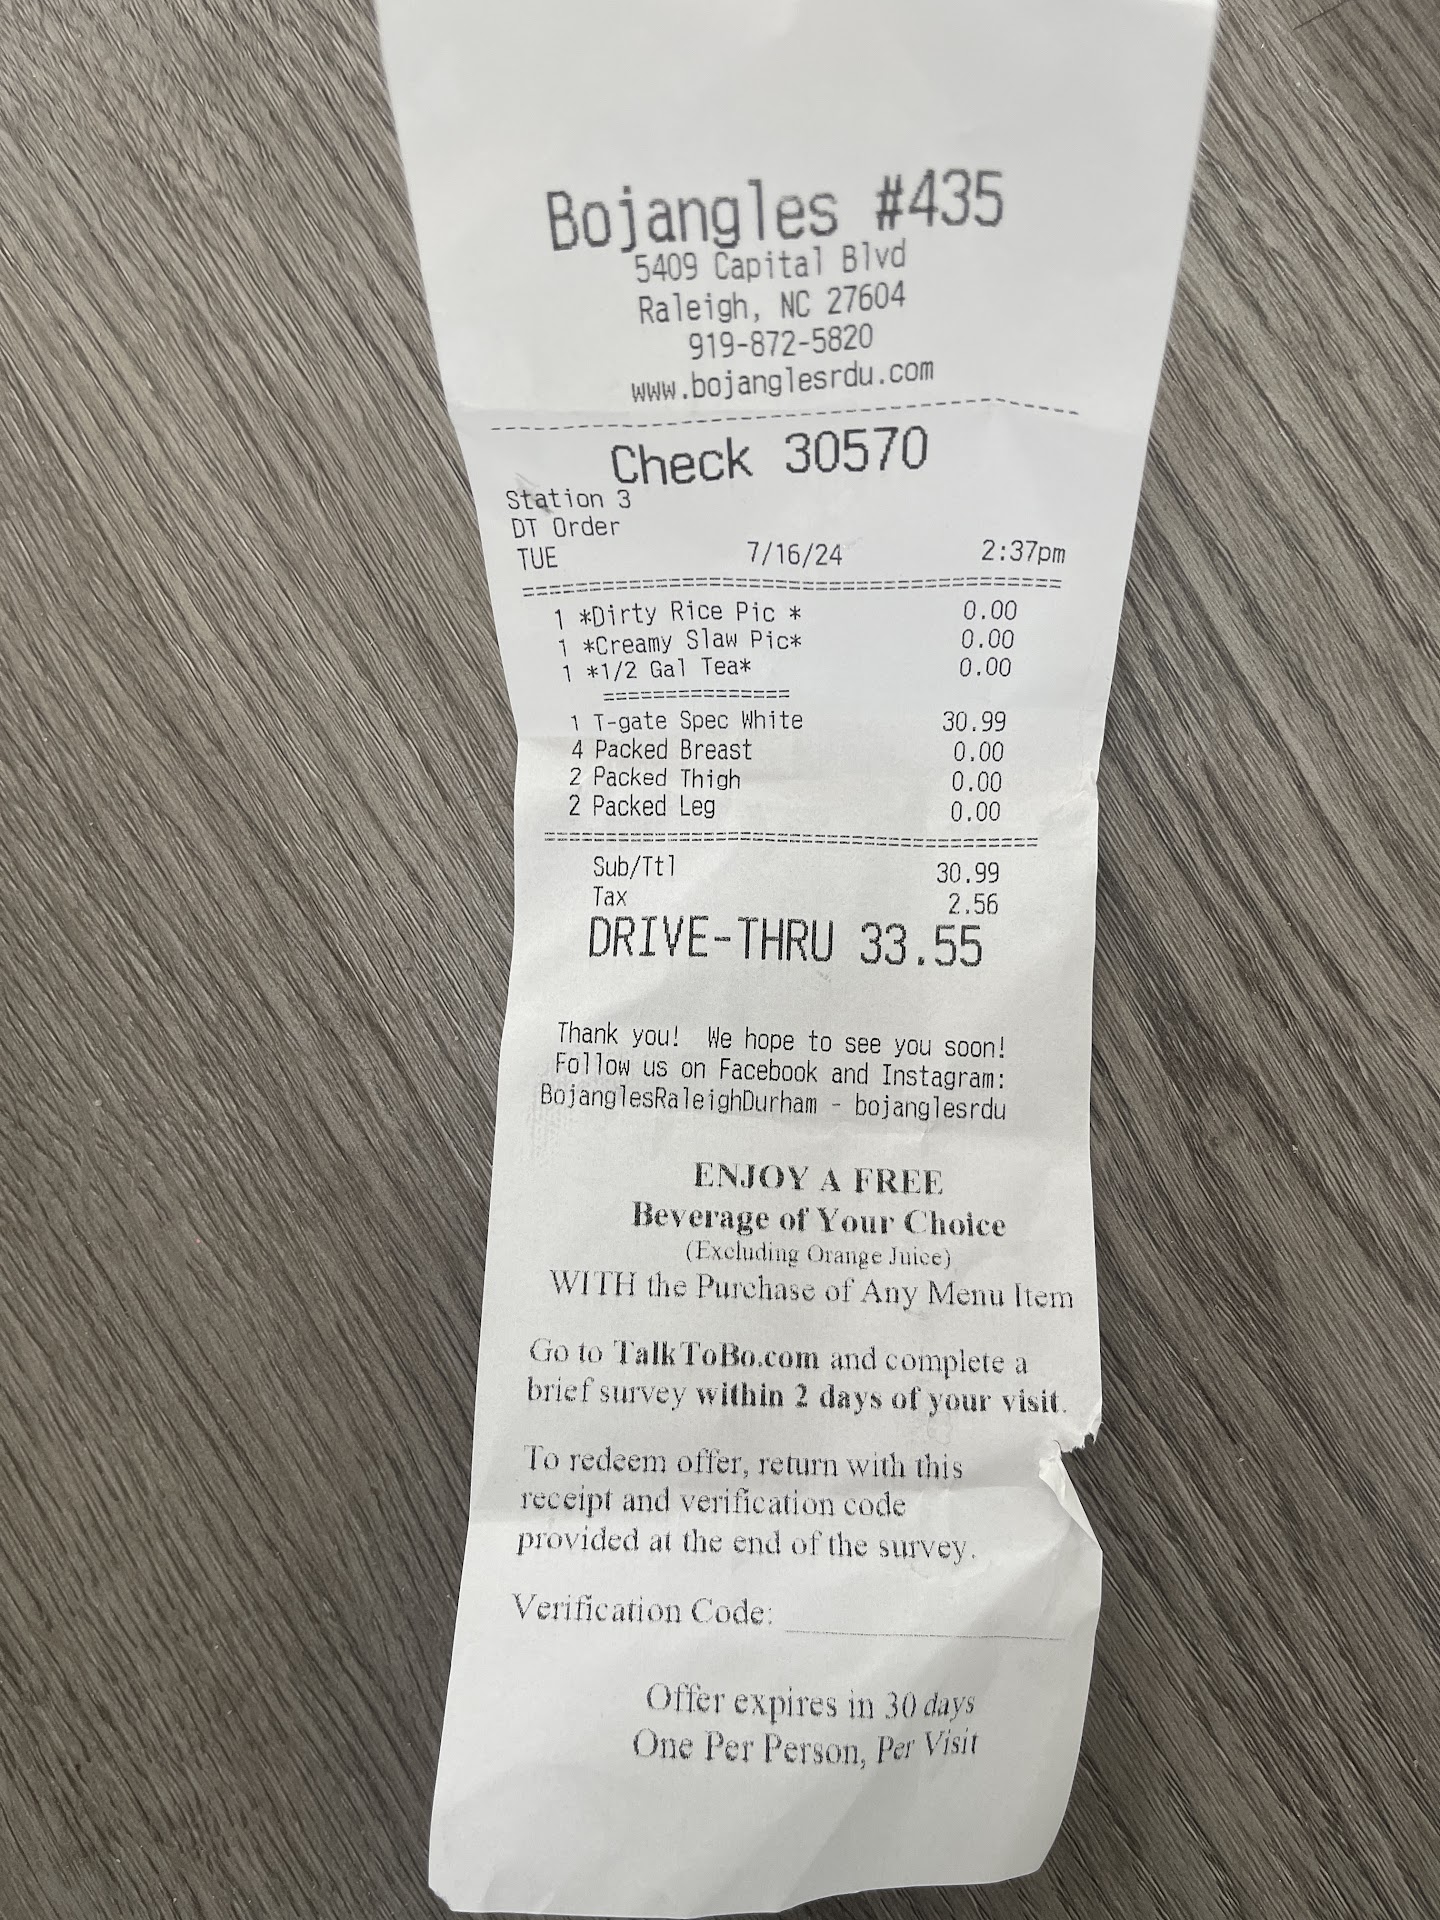 Bojangles #435
5409 Capital Blvd
Raleigh, NC 27604
919-872-5820
www.bojanglesrdu.com
Check 30570
Station 3
DT Order
TUE 7/16/24 2:37pm
1 *Dirty Rice Pic * 0.00
1 *Creamy Slaw Pic* 0.00
1 *1/2 Gal Tea* 0.00
===============
1 T-gate Spec White 30.99
4 Packed Breast 0.00
2 Packed Thigh 0.00
2 Packed Leg 0.00
Sub/Ttl 30.99
Tax 2.56
DRIVE-THRU 33.55
Thank you! We hope to see you soon!
Follow us on Facebook and Instagram:
BojanglesRaleighDurham - bojanglesrdu
ENJOY A FREE
Beverage of Your Choice
(Excluding Orange Juice)
WITH the Purchase of Any Menu Item
Go to TalkToBo.com and complete a
brief survey within 2 days of your visit.
To redeem offer, return with this
receipt and verification code
provided at the end of the survey.
Verification Code:
Offer expires in 30 days
One Per Person, Per Visit